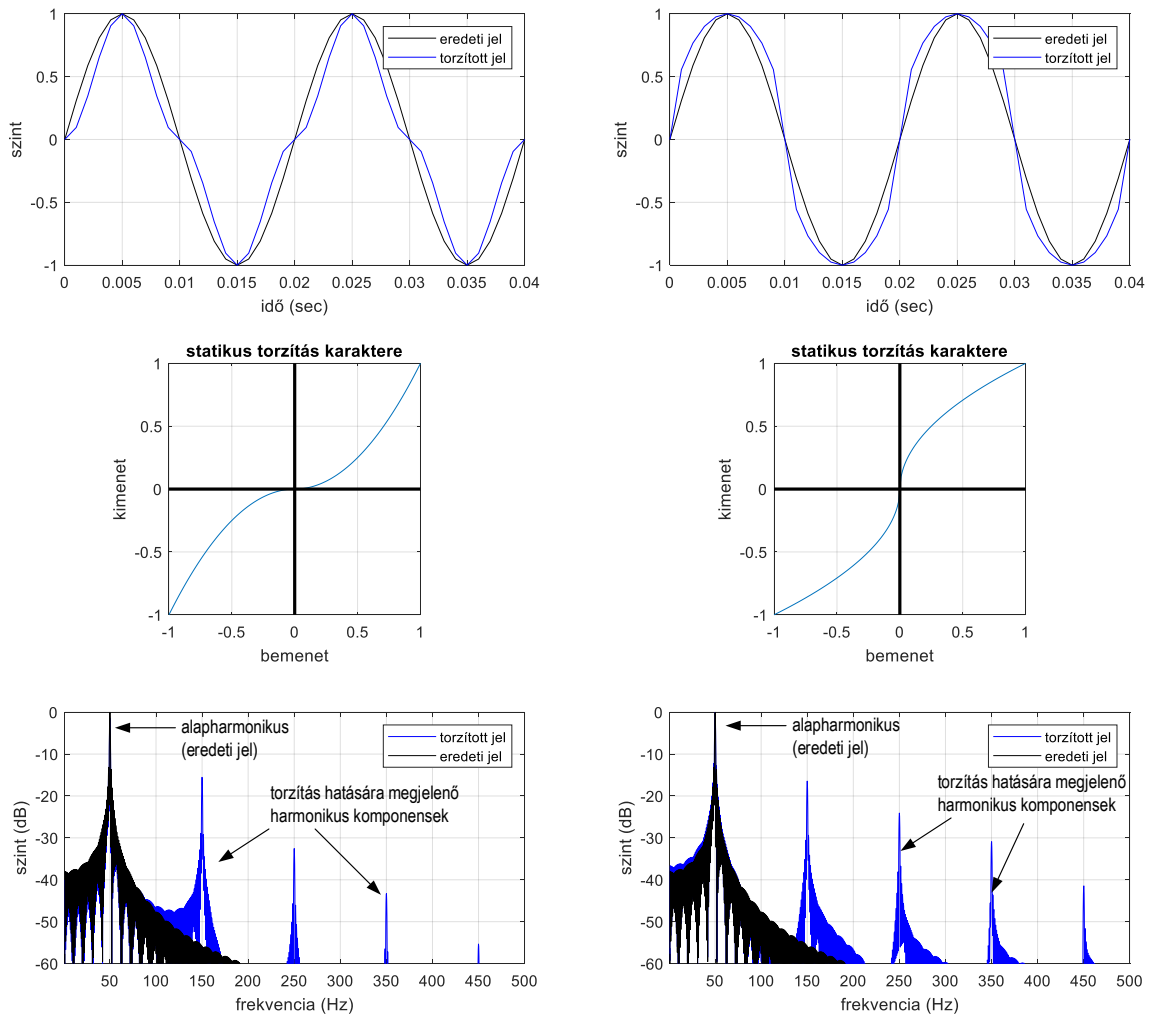 1
0.5
0
-0.5
-1
szint
eredeti jel
torzított jel
0 0.005 0.01 0.015 0.02 0.025 0.03 0.035 0.04
idő (sec)
1
0.5
0
-0.5
-1
szint
eredeti jel
torzított jel
0 0.005 0.01 0.015 0.02 0.025 0.03 0.035 0.04
idő (sec)
statikus torzítás karaktere
1
0.5
0
-0.5
-1
kimenet
-1 -0.5 0 0.5 1
bemenet
statikus torzítás karaktere
1
0.5
0
-0.5
-1
kimenet
-1 -0.5 0 0.5 1
bemenet
0
-10
-20
-30
-40
-50
-60
szint (dB)
alapharmonikus
(eredeti jel)
torzított jel
eredeti jel
torzítás hatására megjelenő
harmonikus komponensek
50 100 150 200 250 300 350 400 450 500
frekvencia (Hz)
0
-10
-20
-30
-40
-50
-60
szint (dB)
alapharmonikus
(eredeti jel)
torzított jel
eredeti jel
torzítás hatására megjelenő
harmonikus komponensek
50 100 150 200 250 300 350 400 450 500
frekvencia (Hz)